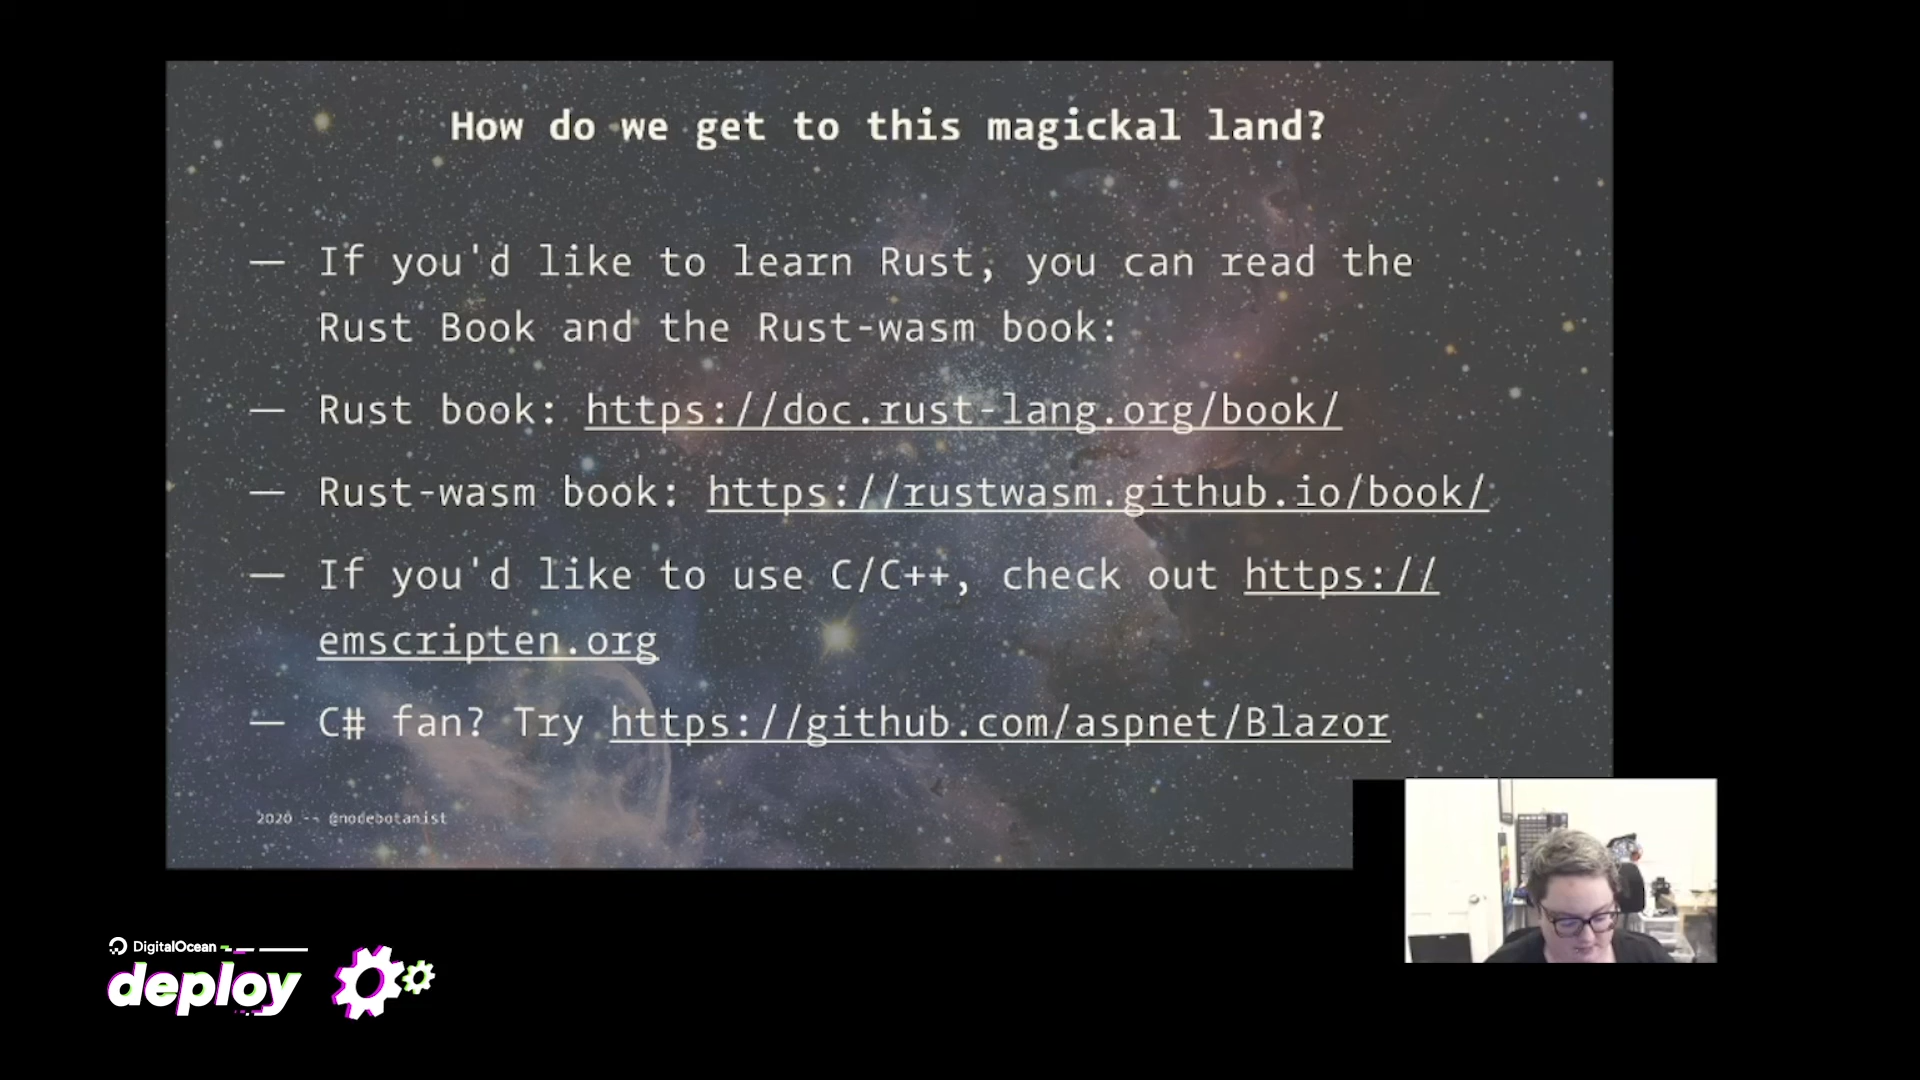 How do we get to this magickal land?
— If you'd like to learn Rust, you can read the
Rust Book and the Rust-wasm book:
— Rust book: https://doc.rust-lang.org/book/
— Rust-wasm book: https://rustwasm.github.io/book/
— If you'd like to use C/C++, check out https://
emscripten.org
— C# fan? Try https://github.com/aspnet/Blazor
2020 -- @nodebotanist
DigitalOcean
deploy